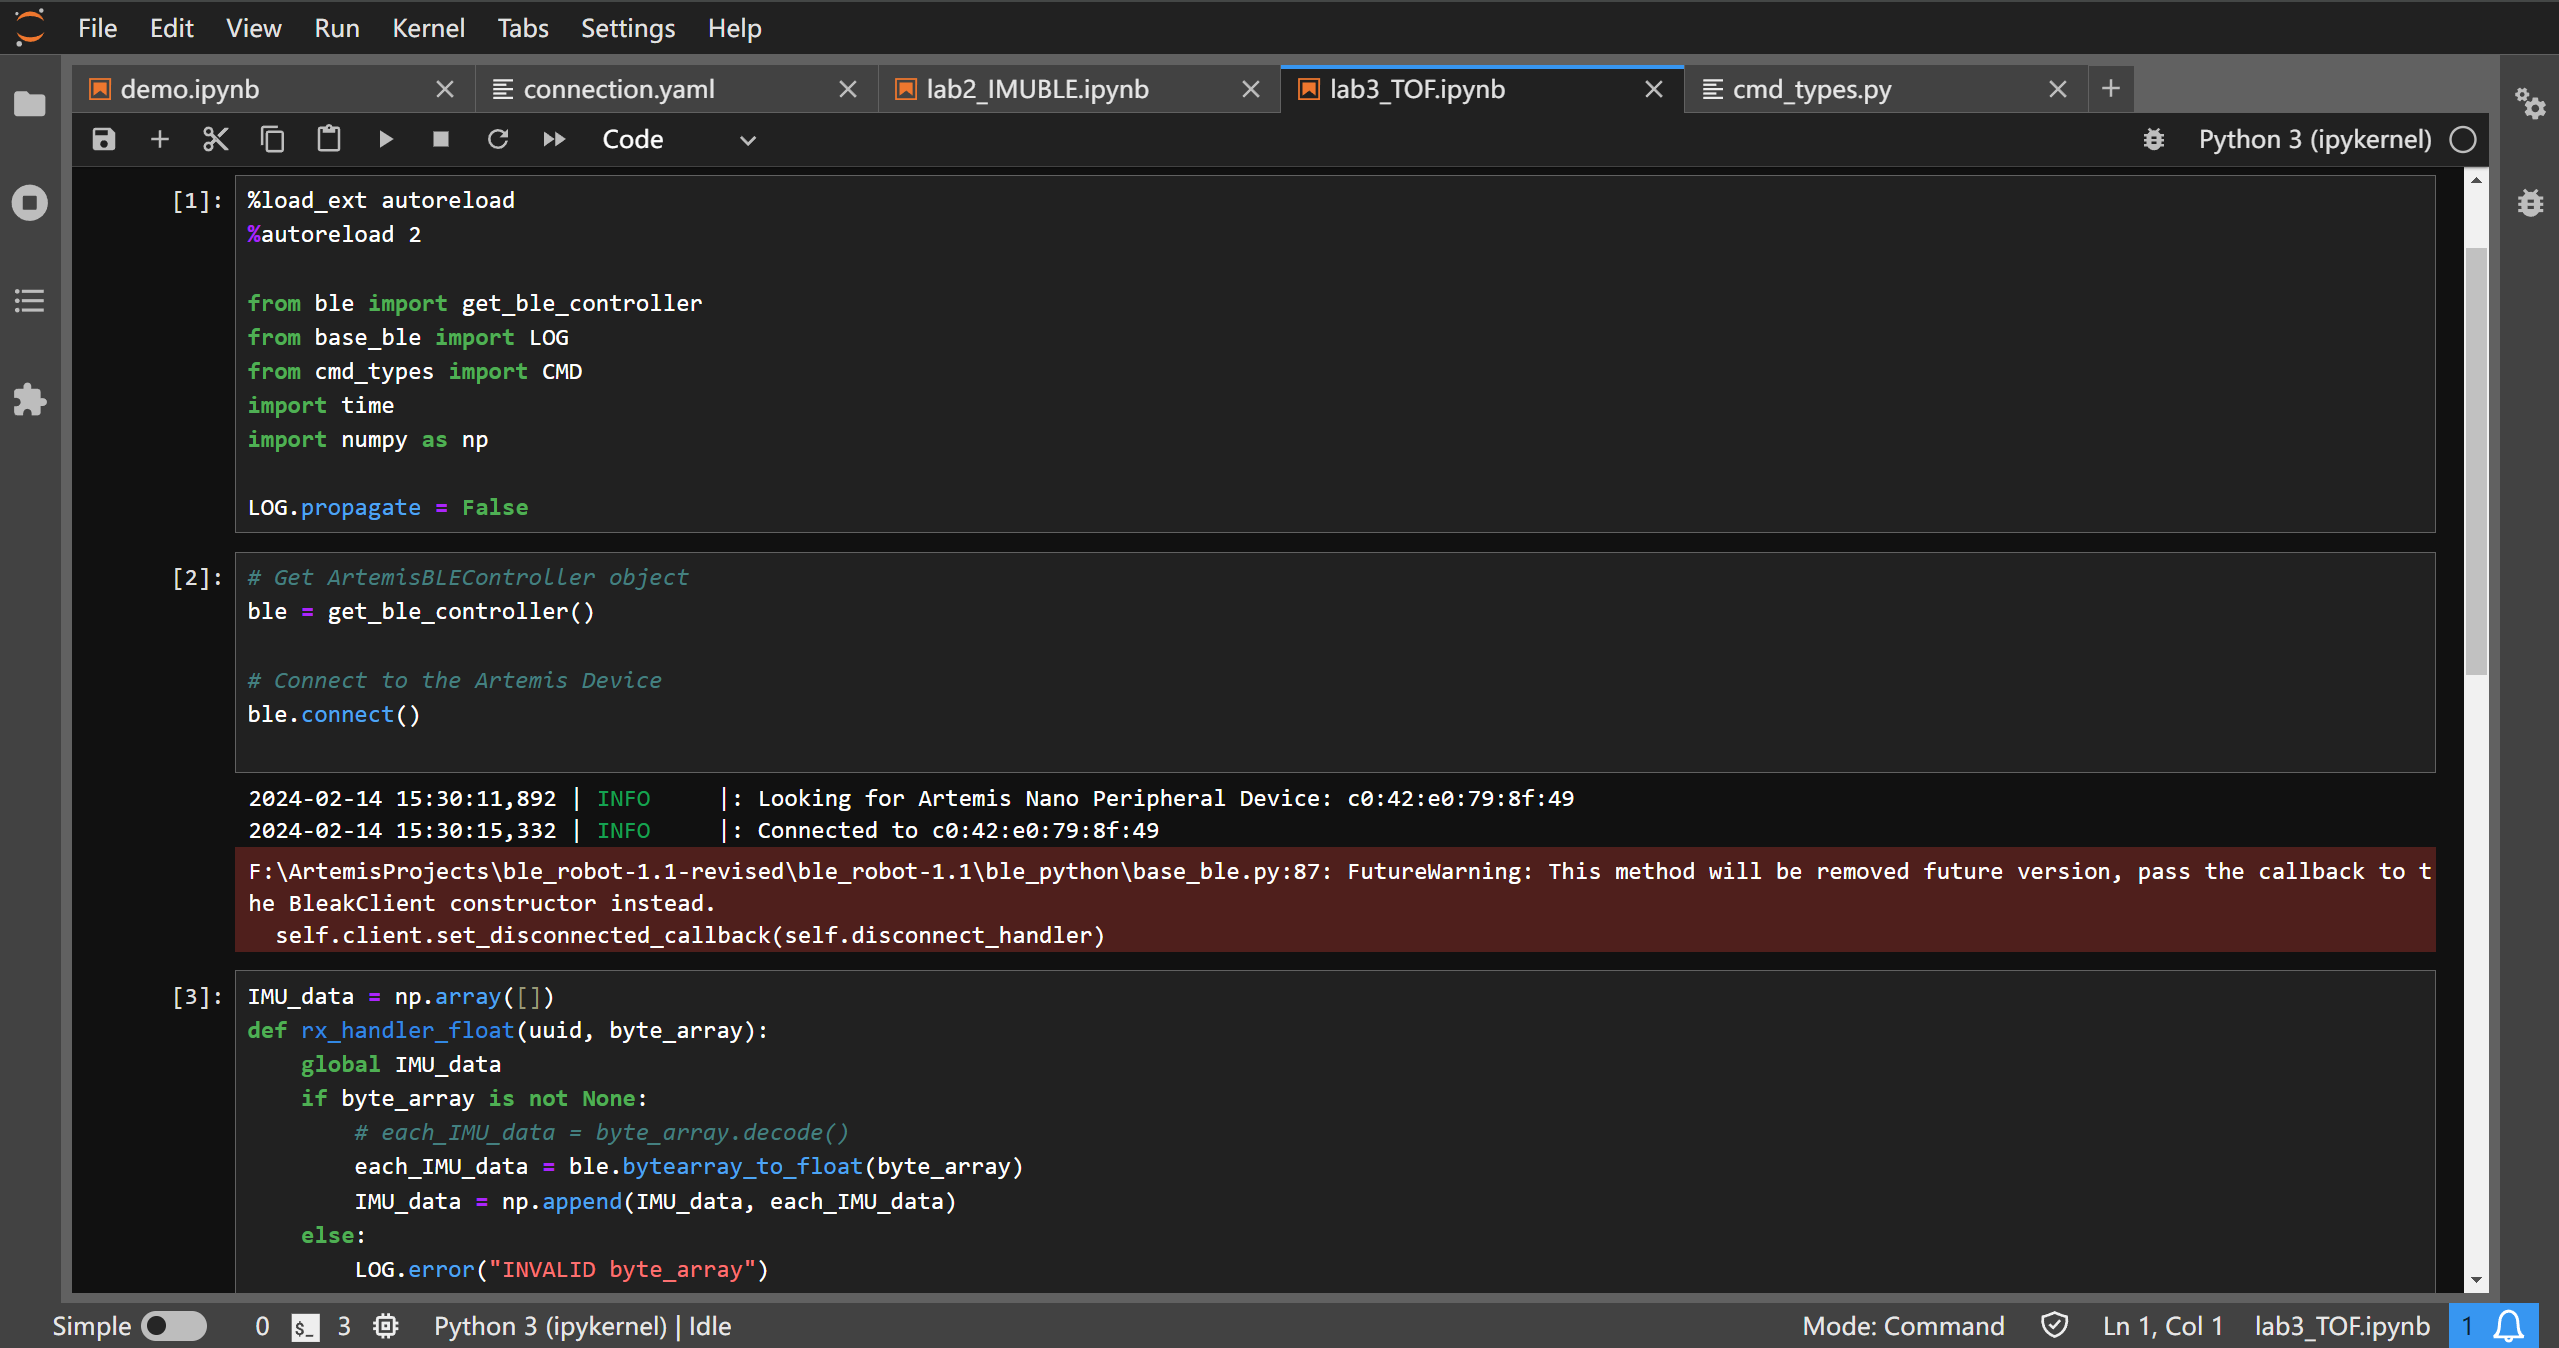 File Edit View Run Kernel Tabs Settings Help
demo.ipynb connection.yaml lab2_IMUBLE.ipynb lab3_TOF.ipynb cmd_types.py
Code Python 3 (ipykernel)
[1]: %load_ext autoreload
%autoreload 2
from ble import get_ble_controller
from base_ble import LOG
from cmd_types import CMD
import time
import numpy as np
LOG.propagate = False
[2]: # Get ArtemisBLEController object
ble = get_ble_controller()
# Connect to the Artemis Device
ble.connect()
2024-02-14 15:30:11,892 | INFO     |: Looking for Artemis Nano Peripheral Device: c0:42:e0:79:8f:49
2024-02-14 15:30:15,332 | INFO     |: Connected to c0:42:e0:79:8f:49
F:\ArtemisProjects\ble_robot-1.1-revised\ble_robot-1.1\ble_python\base_ble.py:87: FutureWarning: This method will be removed future version, pass the callback to t
he BleakClient constructor instead.
  self.client.set_disconnected_callback(self.disconnect_handler)
[3]: IMU_data = np.array([])
def rx_handler_float(uuid, byte_array):
    global IMU_data
    if byte_array is not None:
        # each_IMU_data = byte_array.decode()
        each_IMU_data = ble.bytearray_to_float(byte_array)
        IMU_data = np.append(IMU_data, each_IMU_data)
    else:
        LOG.error("INVALID byte_array")
Simple 0 $_ 3 Python 3 (ipykernel) | Idle Mode: Command Ln 1, Col 1 lab3_TOF.ipynb 1